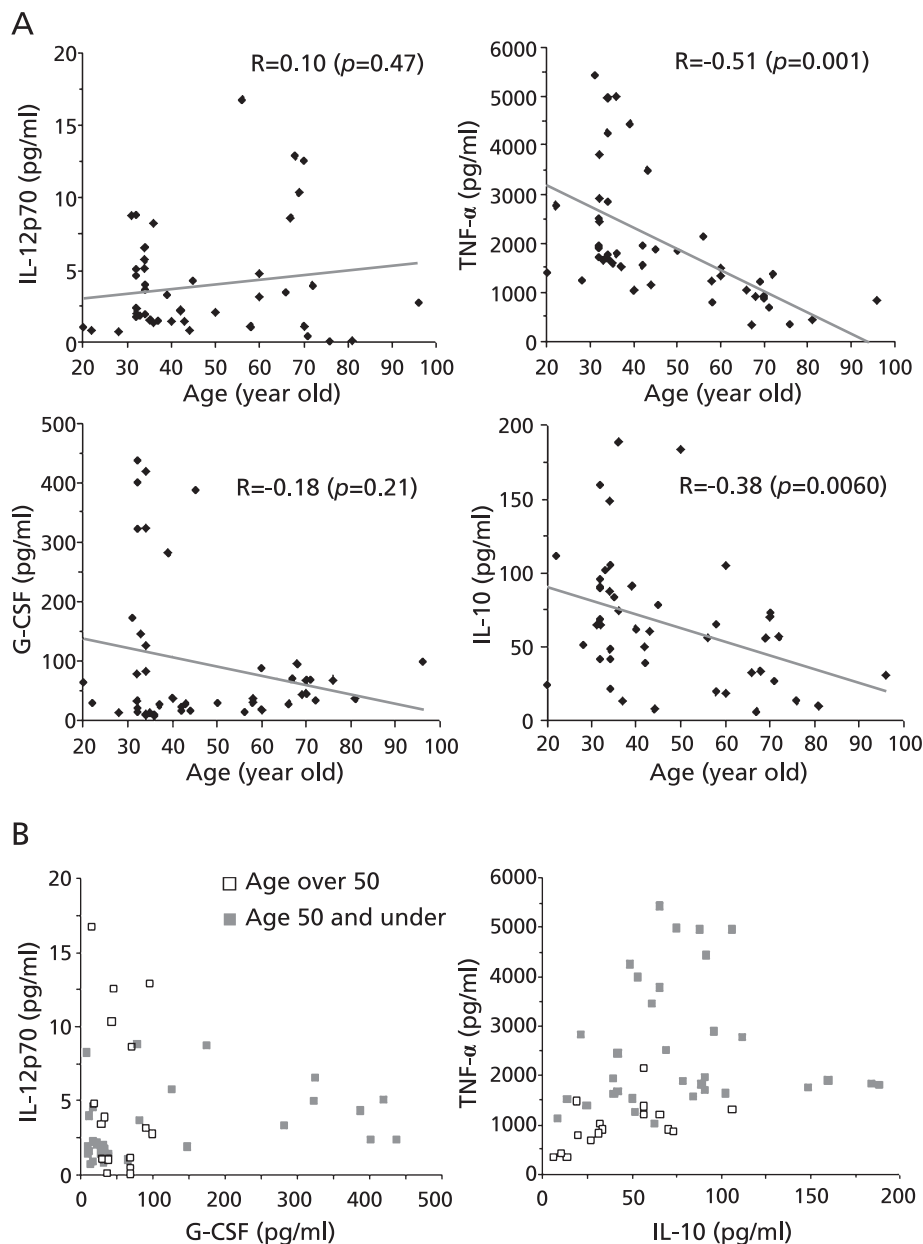 A
R=0.10 (p=0.47)
IL-12p70 (pg/ml)
20
15
10
5
0
20 30 40 50 60 70 80 90 100
Age (year old)
R=-0.51 (p=0.001)
TNF-α (pg/ml)
6000
5000
4000
3000
2000
1000
0
20 30 40 50 60 70 80 90 100
Age (year old)
R=-0.18 (p=0.21)
G-CSF (pg/ml)
500
450
400
350
300
250
200
150
100
50
0
20 30 40 50 60 70 80 90 100
Age (year old)
R=-0.38 (p=0.0060)
IL-10 (pg/ml)
200
150
100
50
0
20 30 40 50 60 70 80 90 100
Age (year old)
B
Age over 50
Age 50 and under
IL-12p70 (pg/ml)
20
15
10
5
0
0 100 200 300 400 500
G-CSF (pg/ml)
TNF-α (pg/ml)
6000
5000
4000
3000
2000
1000
0
0 50 100 150 200
IL-10 (pg/ml)